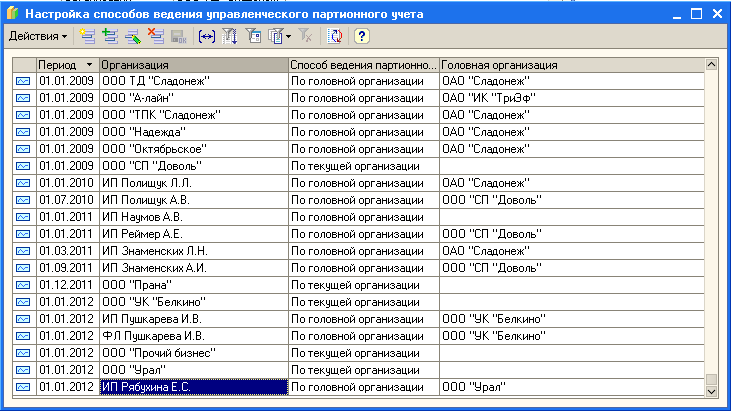 Настройка способов ведения управленческого партионного учета
Действия
Период Организация Способ ведения партионно... Головная организация
01.01.2009 ООО ТД "Сладонеж" По головной организации ОАО "Сладонеж"
01.01.2009 ООО "А-лайн" По головной организации ОАО "ИК "ТриЭф"
01.01.2009 ООО "ТПК "Сладонеж" По головной организации ОАО "Сладонеж"
01.01.2009 ООО "Надежда" По головной организации ОАО "Сладонеж"
01.01.2009 ООО "Октябрьское" По головной организации ОАО "Сладонеж"
01.01.2009 ООО "СП "Доволь" По текущей организации
01.01.2010 ИП Полищук Л.Л. По головной организации ОАО "Сладонеж"
01.07.2010 ИП Полищук А.В. По головной организации ООО "СП "Доволь"
01.01.2011 ИП Наумов А.В. По головной организации
01.01.2011 ИП Реймер А.Е. По головной организации ООО "СП "Доволь"
01.03.2011 ИП Знаменских Л.Н. По головной организации ОАО "Сладонеж"
01.09.2011 ИП Знаменских А.И. По головной организации ООО "СП "Доволь"
01.12.2011 ООО "Прана" По текущей организации
01.01.2012 ООО "УК "Белкино" По текущей организации
01.01.2012 ИП Пушкарева И.В. По головной организации ООО "УК "Белкино"
01.01.2012 ФЛ Пушкарева И.В. По головной организации ООО "УК "Белкино"
01.01.2012 ООО "Прочий бизнес" По текущей организации
01.01.2012 ООО "Урал" По текущей организации
01.01.2012 ИП Рябухина Е.С. По головной организации ООО "Урал"